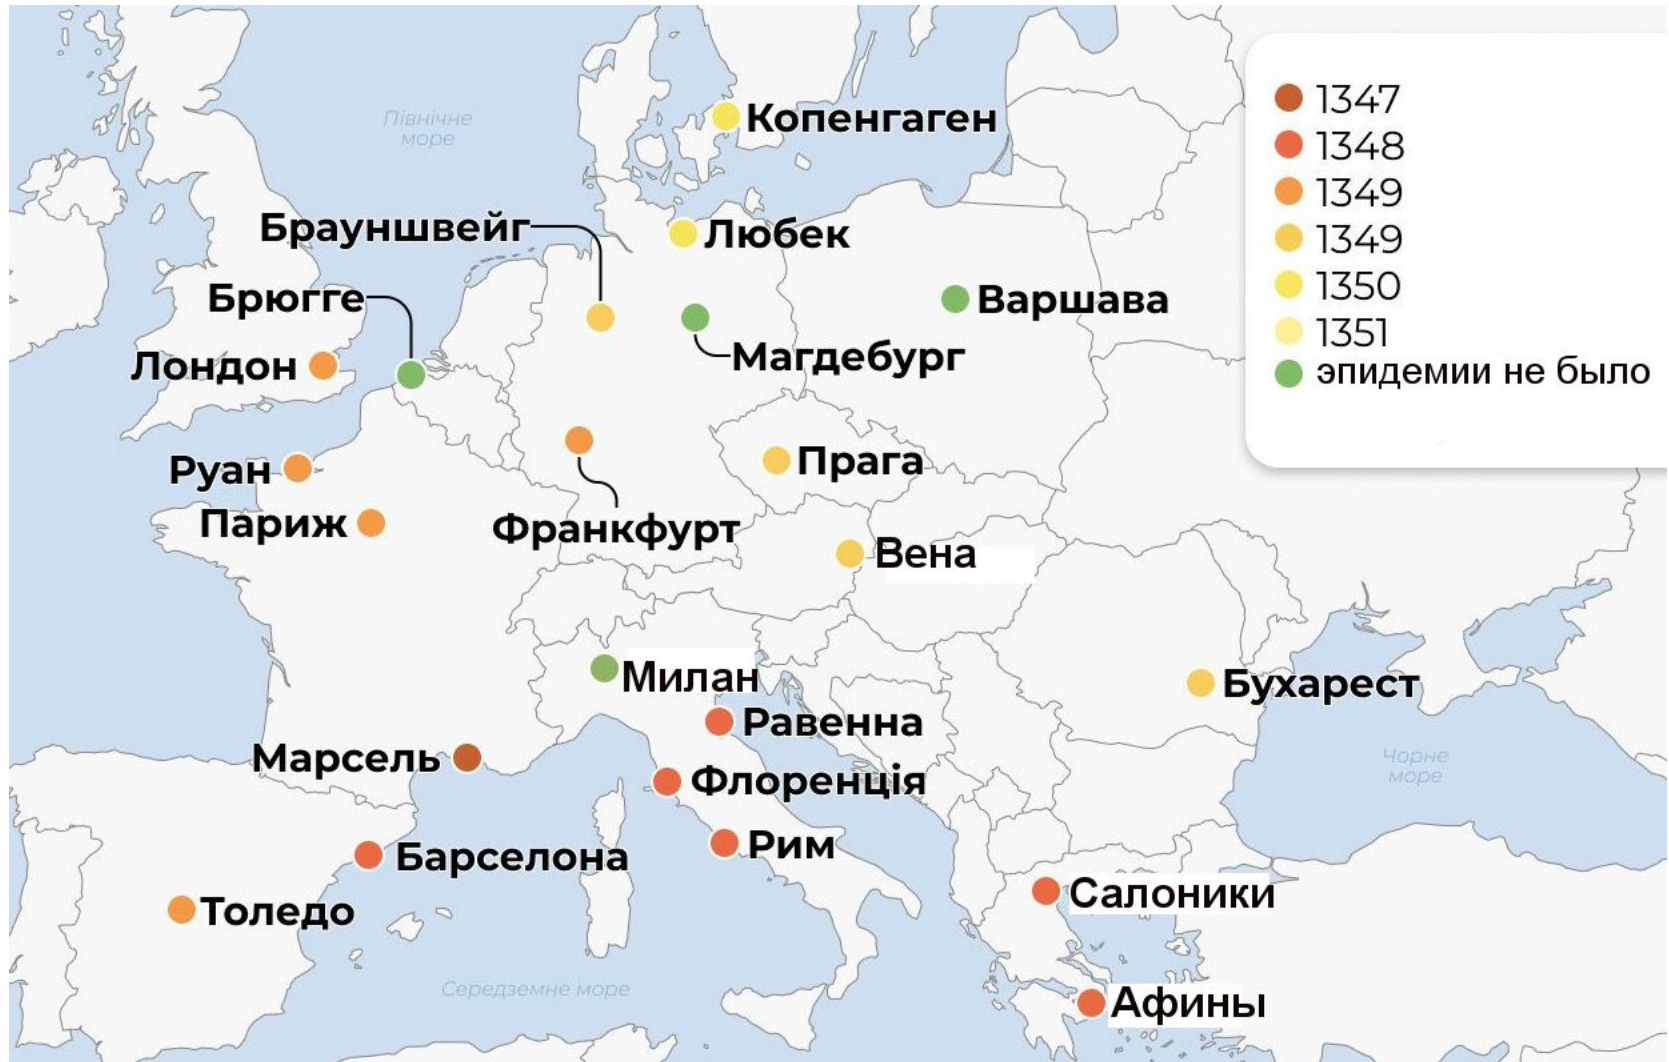 1347
1348
1349
1349
1350
1351
эпидемии не было
Північне
море
Копенгаген
Брауншвейг
Любек
Брюгге
Варшава
Лондон
Магдебург
Руан
Прага
Париж
Франкфурт
Вена
Милан
Бухарест
Равенна
Марсель
Чорне
море
Флоренція
Рим
Барселона
Салоники
Толедо
Середземне море
Афины